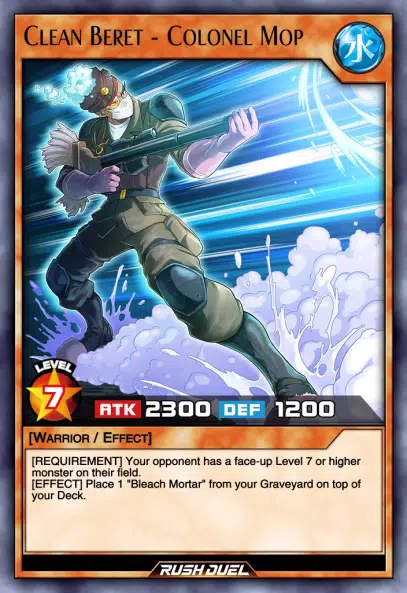 Clean Beret - Colonel Mop
水
LEVEL
7
ATK 2300 DEF 1200
[Warrior / Effect]
[REQUIREMENT] Your opponent has a face-up Level 7 or higher
monster on their field.
[EFFECT] Place 1 "Bleach Mortar" from your Graveyard on top of
your Deck.
RUSH DUEL